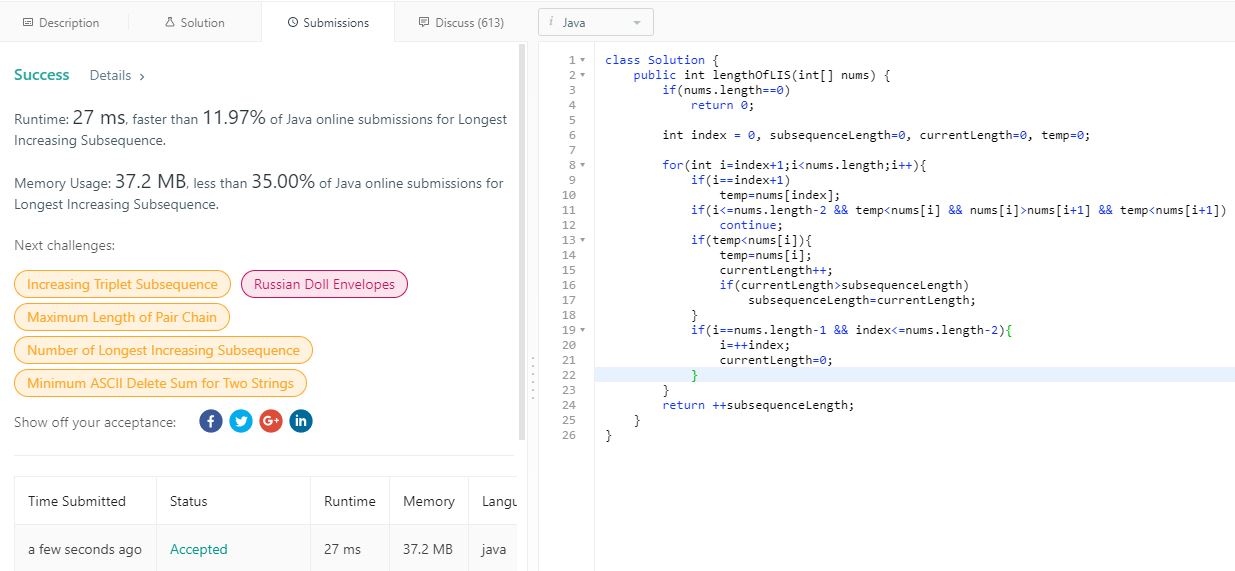 Description
Solution
Submissions
Discuss (613)
i Java
Success Details >
Runtime: 27 ms, faster than 11.97% of Java online submissions for Longest
Increasing Subsequence.
Memory Usage: 37.2 MB, less than 35.00% of Java online submissions for
Longest Increasing Subsequence.
Next challenges:
Increasing Triplet Subsequence
Russian Doll Envelopes
Maximum Length of Pair Chain
Number of Longest Increasing Subsequence
Minimum ASCII Delete Sum for Two Strings
Show off your acceptance: f G+ in
Time Submitted Status Runtime Memory Langu
a few seconds ago Accepted 27 ms 37.2 MB java
1 class Solution {
2 public int lengthOfLIS(int[] nums) {
3 if(nums.length==0)
4 return 0;
5
6 int index = 0, subsequenceLength=0, currentLength=0, temp=0;
7
8 for(int i=index+1;i<nums.length;i++){
9 if(i==index+1)
10 temp=nums[index];
11 if(i<=nums.length-2 && temp<nums[i] && nums[i]>nums[i+1] && temp<nums[i+1])
12 continue;
13 if(temp<nums[i]){
14 temp=nums[i];
15 currentLength++;
16 if(currentLength>subsequenceLength)
17 subsequenceLength=currentLength;
18 }
19 if(i==nums.length-1 && index<=nums.length-2){
20 i=++index;
21 currentLength=0;
22 }
23 }
24 return ++subsequenceLength;
25 }
26 }